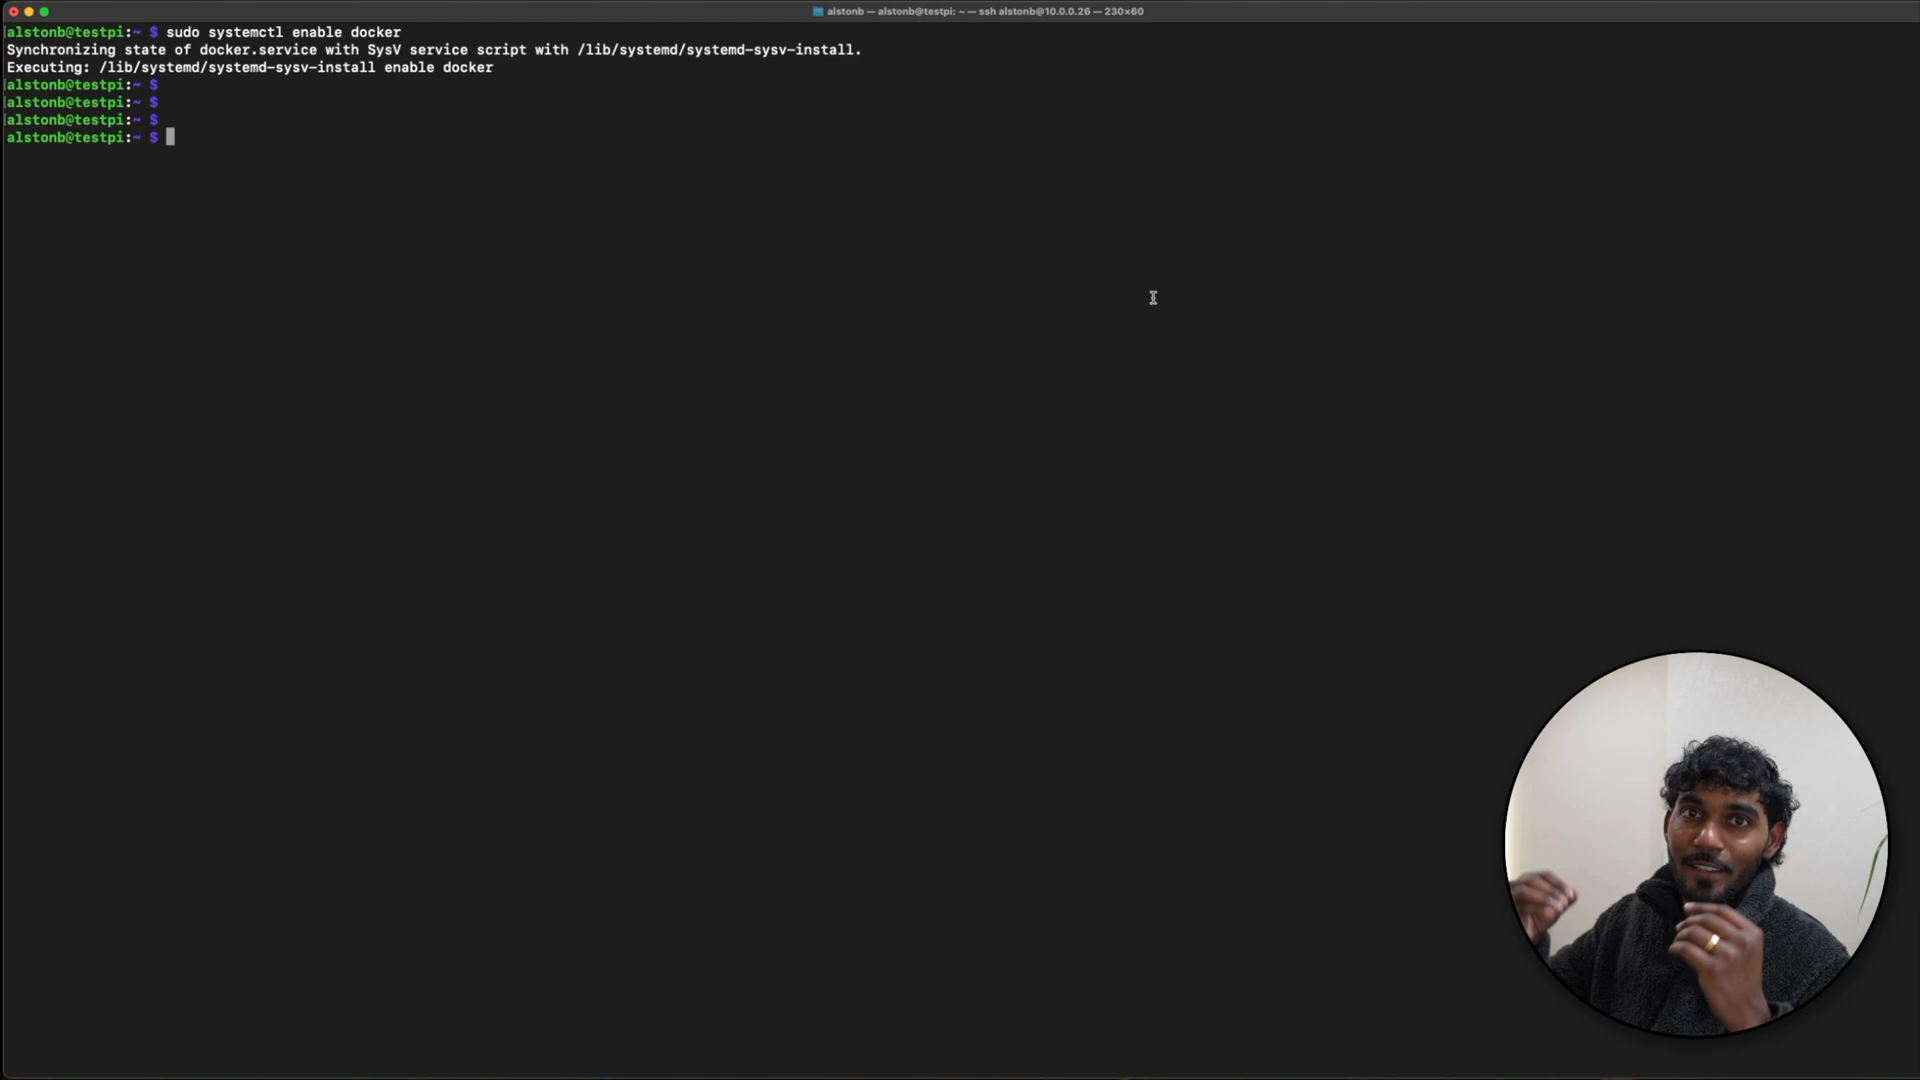 alstonb — alstonb@testpi: ~ — ssh alstonb@10.0.0.26 — 230×60
alstonb@testpi:~ $ sudo systemctl enable docker
Synchronizing state of docker.service with SysV service script with /lib/systemd/systemd-sysv-install.
Executing: /lib/systemd/systemd-sysv-install enable docker
alstonb@testpi:~ $
alstonb@testpi:~ $
alstonb@testpi:~ $
alstonb@testpi:~ $